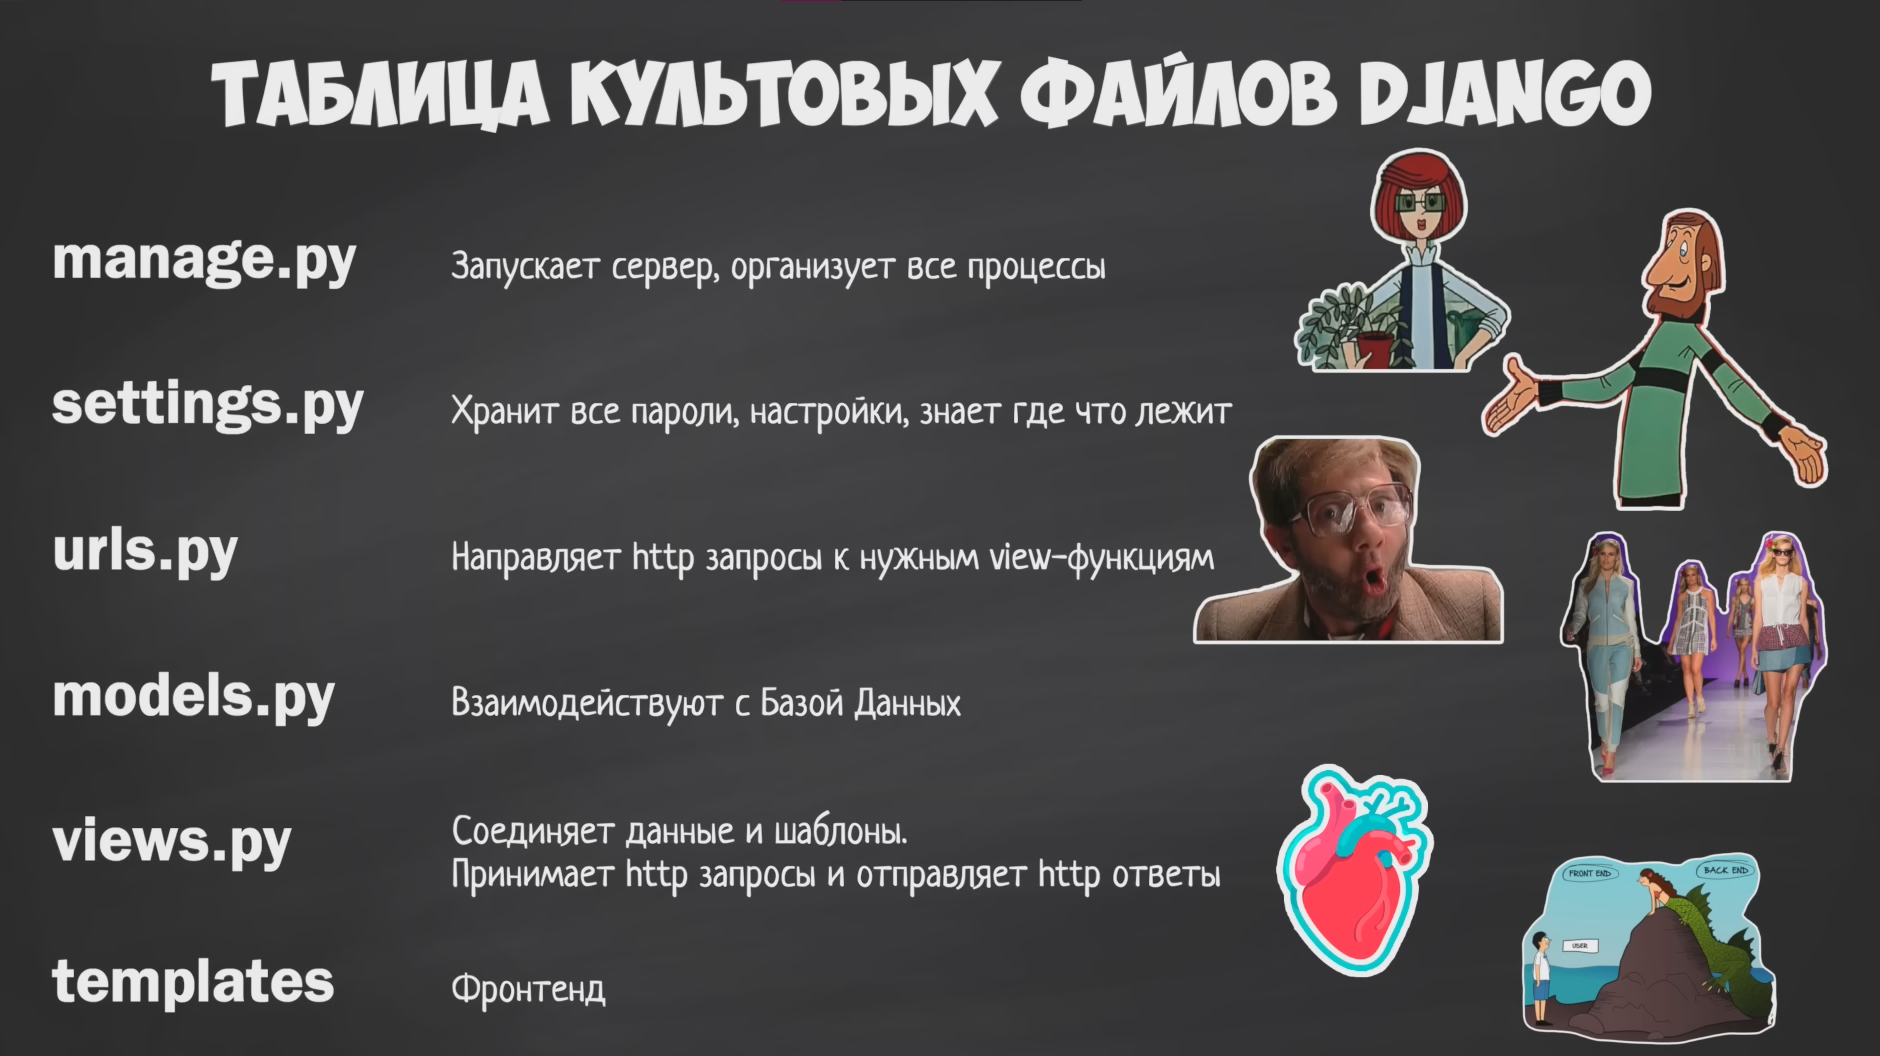 ТАБЛИЦА КУЛЬТОВЫХ ФАЙЛОВ DJANGO
manage.py
Запускает сервер, организует все процессы
settings.py
Хранит все пароли, настройки, знает где что лежит
urls.py
Направляет http запросы к нужным view-функциям
models.py
Взаимодействуют с Базой Данных
views.py
Соединяет данные и шаблоны.
Принимает http запросы и отправляет http ответы
templates
Фронтенд
FRONT END
BACK END
USER